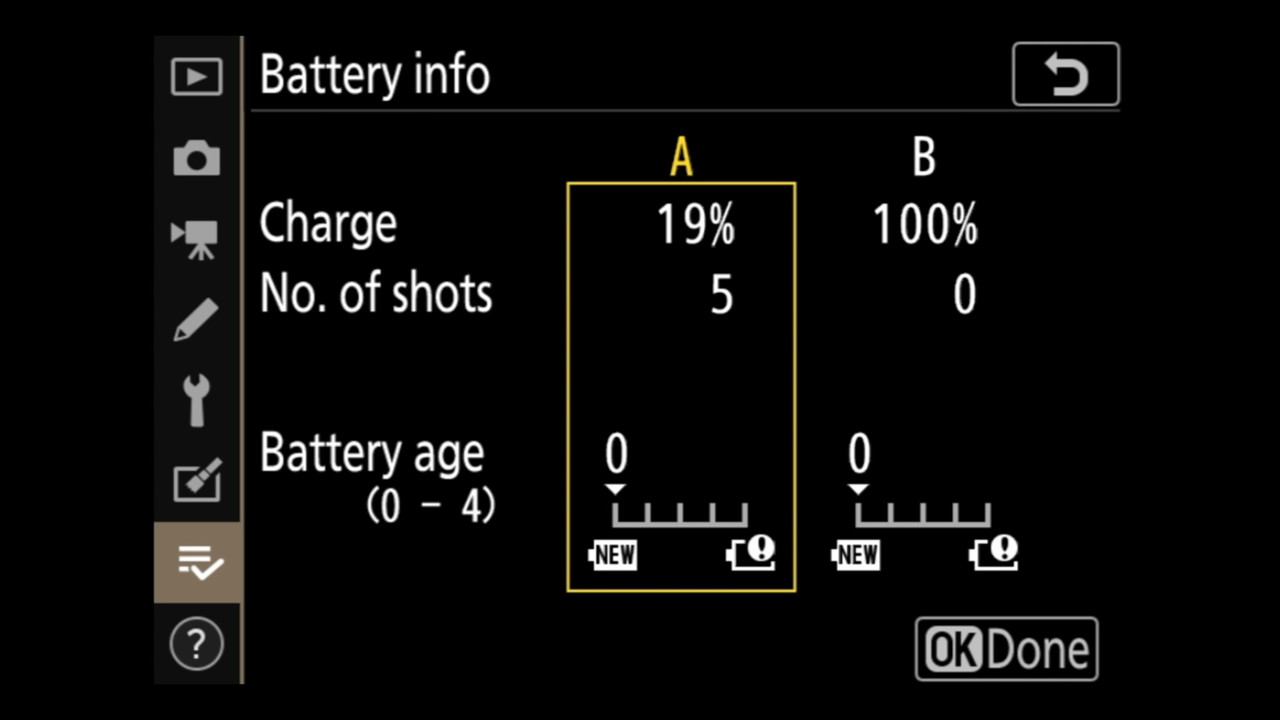 Battery info
A B
Charge 19% 100%
No. of shots 5 0
Battery age 0 0
(0 – 4)
NEW ! NEW !
? OK Done